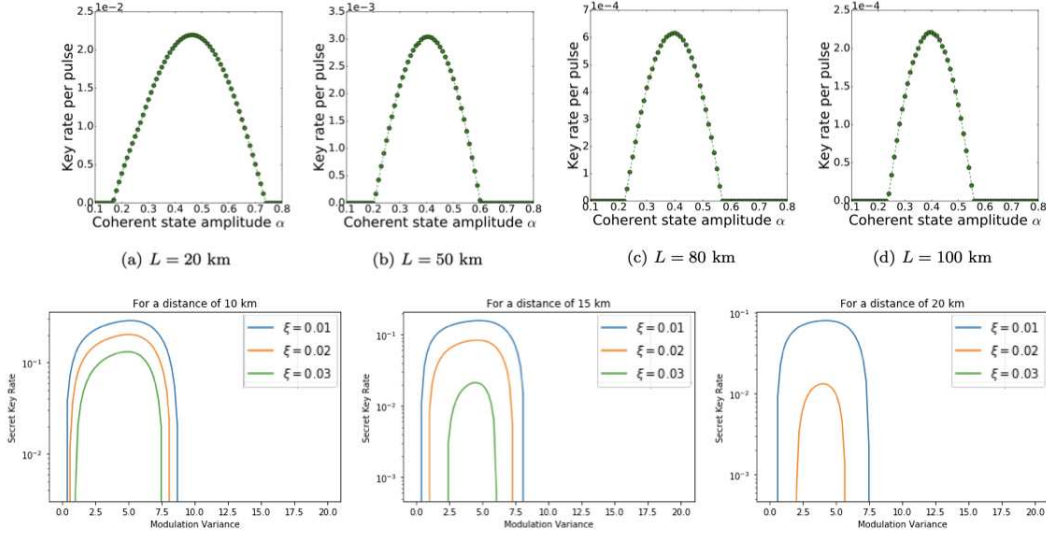 2.5 1e−2
2.0
1.5
1.0
0.5
0.0
Key rate per pulse
0.1 0.2 0.3 0.4 0.5 0.6 0.7 0.8
Coherent state amplitude α
(a) L = 20 km
3.5 1e−3
3.0
2.5
2.0
1.5
1.0
0.5
0.0
Key rate per pulse
0.1 0.2 0.3 0.4 0.5 0.6 0.7 0.8
Coherent state amplitude α
(b) L = 50 km
7 1e−4
6
5
4
3
2
1
0
Key rate per pulse
0.1 0.2 0.3 0.4 0.5 0.6 0.7 0.8
Coherent state amplitude α
(c) L = 80 km
2.5 1e−4
2.0
1.5
1.0
0.5
0.0
Key rate per pulse
0.1 0.2 0.3 0.4 0.5 0.6 0.7 0.8
Coherent state amplitude α
(d) L = 100 km
For a distance of 10 km
ξ = 0.01
ξ = 0.02
ξ = 0.03
10⁻¹
10⁻²
Secret Key Rate
0.0 2.5 5.0 7.5 10.0 12.5 15.0 17.5 20.0
Modulation Variance
For a distance of 15 km
ξ = 0.01
ξ = 0.02
ξ = 0.03
10⁻¹
10⁻²
10⁻³
Secret Key Rate
0.0 2.5 5.0 7.5 10.0 12.5 15.0 17.5 20.0
Modulation Variance
For a distance of 20 km
ξ = 0.01
ξ = 0.02
ξ = 0.03
10⁻¹
10⁻²
10⁻³
Secret Key Rate
0.0 2.5 5.0 7.5 10.0 12.5 15.0 17.5 20.0
Modulation Variance